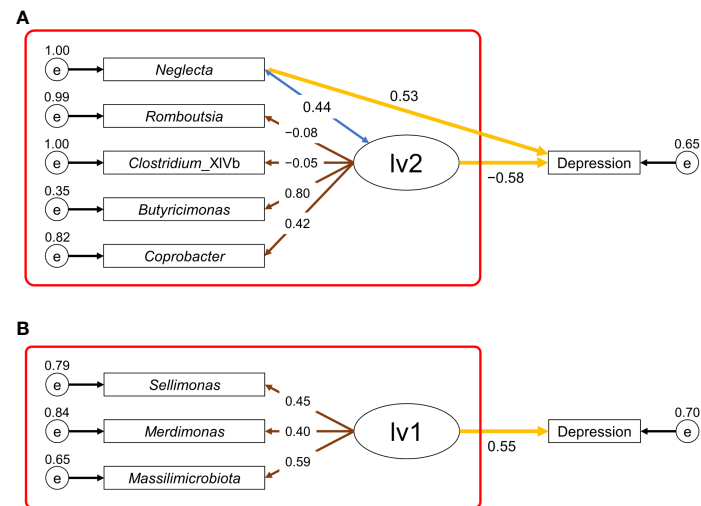 A
1.00
e
Neglecta
0.53
0.99
0.44
e
Romboutsia
−0.08
1.00
0.65
e
Clostridium_XIVb
−0.05
lv2
Depression
e
−0.58
0.35
0.80
e
Butyricimonas
0.42
0.82
e
Coprobacter
B
0.79
e
Sellimonas
0.45
0.84
0.70
e
Merdimonas
0.40
lv1
Depression
e
0.55
0.65
0.59
e
Massilimicrobiota